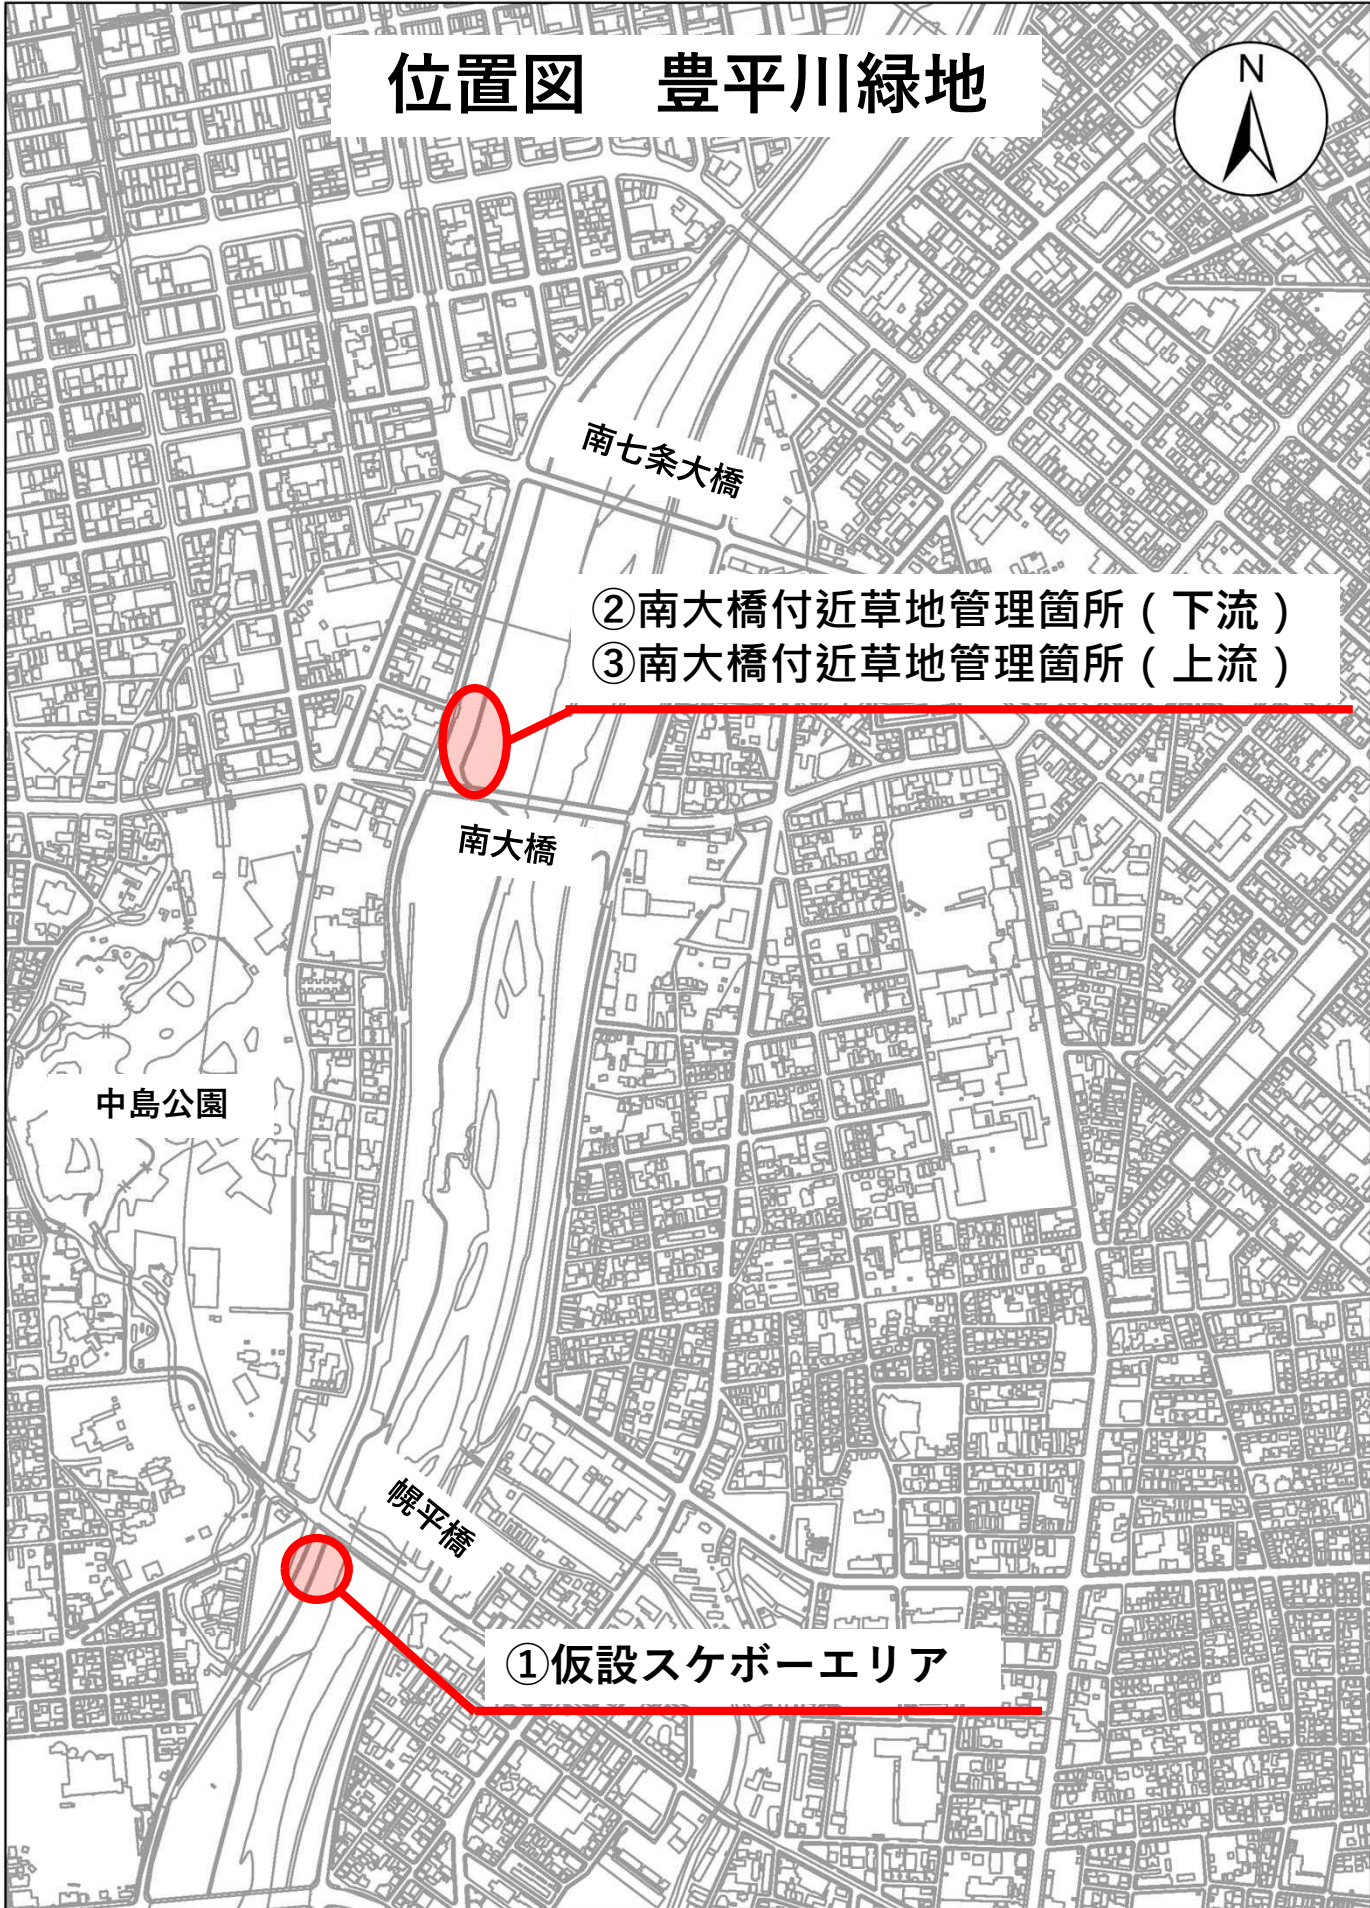 位置図　豊平川緑地
N
南七条大橋
②南大橋付近草地管理箇所(下流)
③南大橋付近草地管理箇所(上流)
南大橋
中島公園
幌平橋
①仮設スケボーエリア